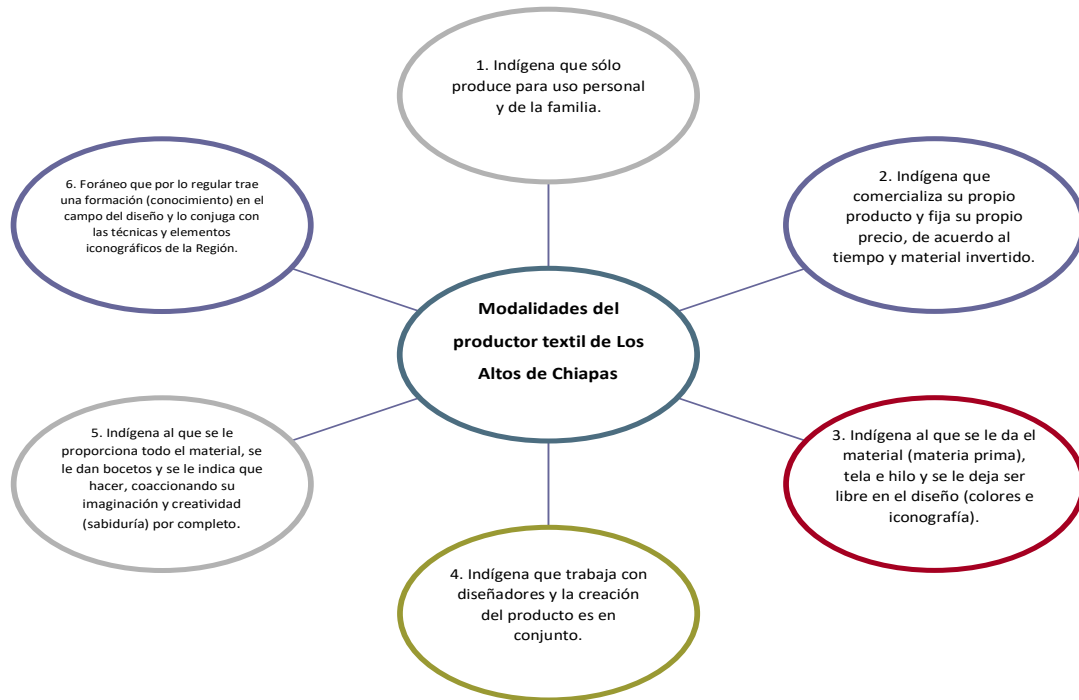 1. Indígena que sólo
produce para uso personal
y de la familia.
2. Indígena que
comercializa su propio
producto y fija su propio
precio, de acuerdo al
tiempo y material invertido.
3. Indígena al que se le da el
material (materia prima),
tela e hilo y se le deja ser
libre en el diseño (colores e
iconografía).
4. Indígena que trabaja con
diseñadores y la creación
del producto es en
conjunto.
5. Indígena al que se le
proporciona todo el material, se
le dan bocetos y se le indica que
hacer, coaccionando su
imaginación y creatividad
(sabiduría) por completo.
6. Foráneo que por lo regular trae
una formación (conocimiento) en el
campo del diseño y lo conjuga con
las técnicas y elementos
iconográficos de la Región.
Modalidades del
productor textil de Los
Altos de Chiapas